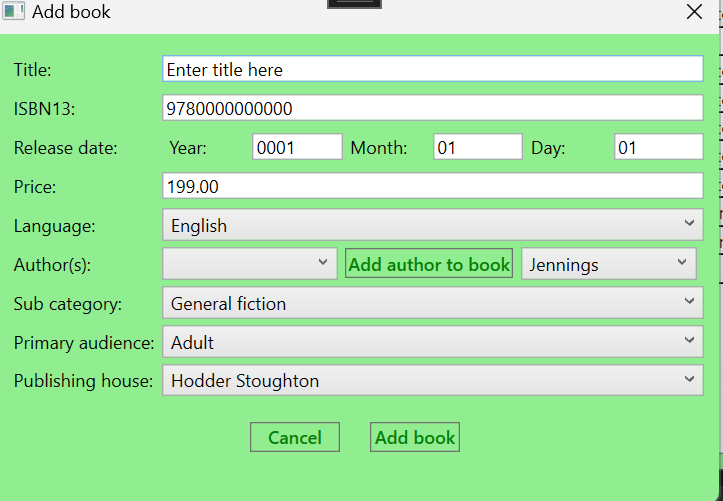 Add book
Title: Enter title here
ISBN13: 9780000000000
Release date: Year: 0001 Month: 01 Day: 01
Price: 199.00
Language: English
Author(s): Add author to book Jennings
Sub category: General fiction
Primary audience: Adult
Publishing house: Hodder Stoughton
Cancel Add book